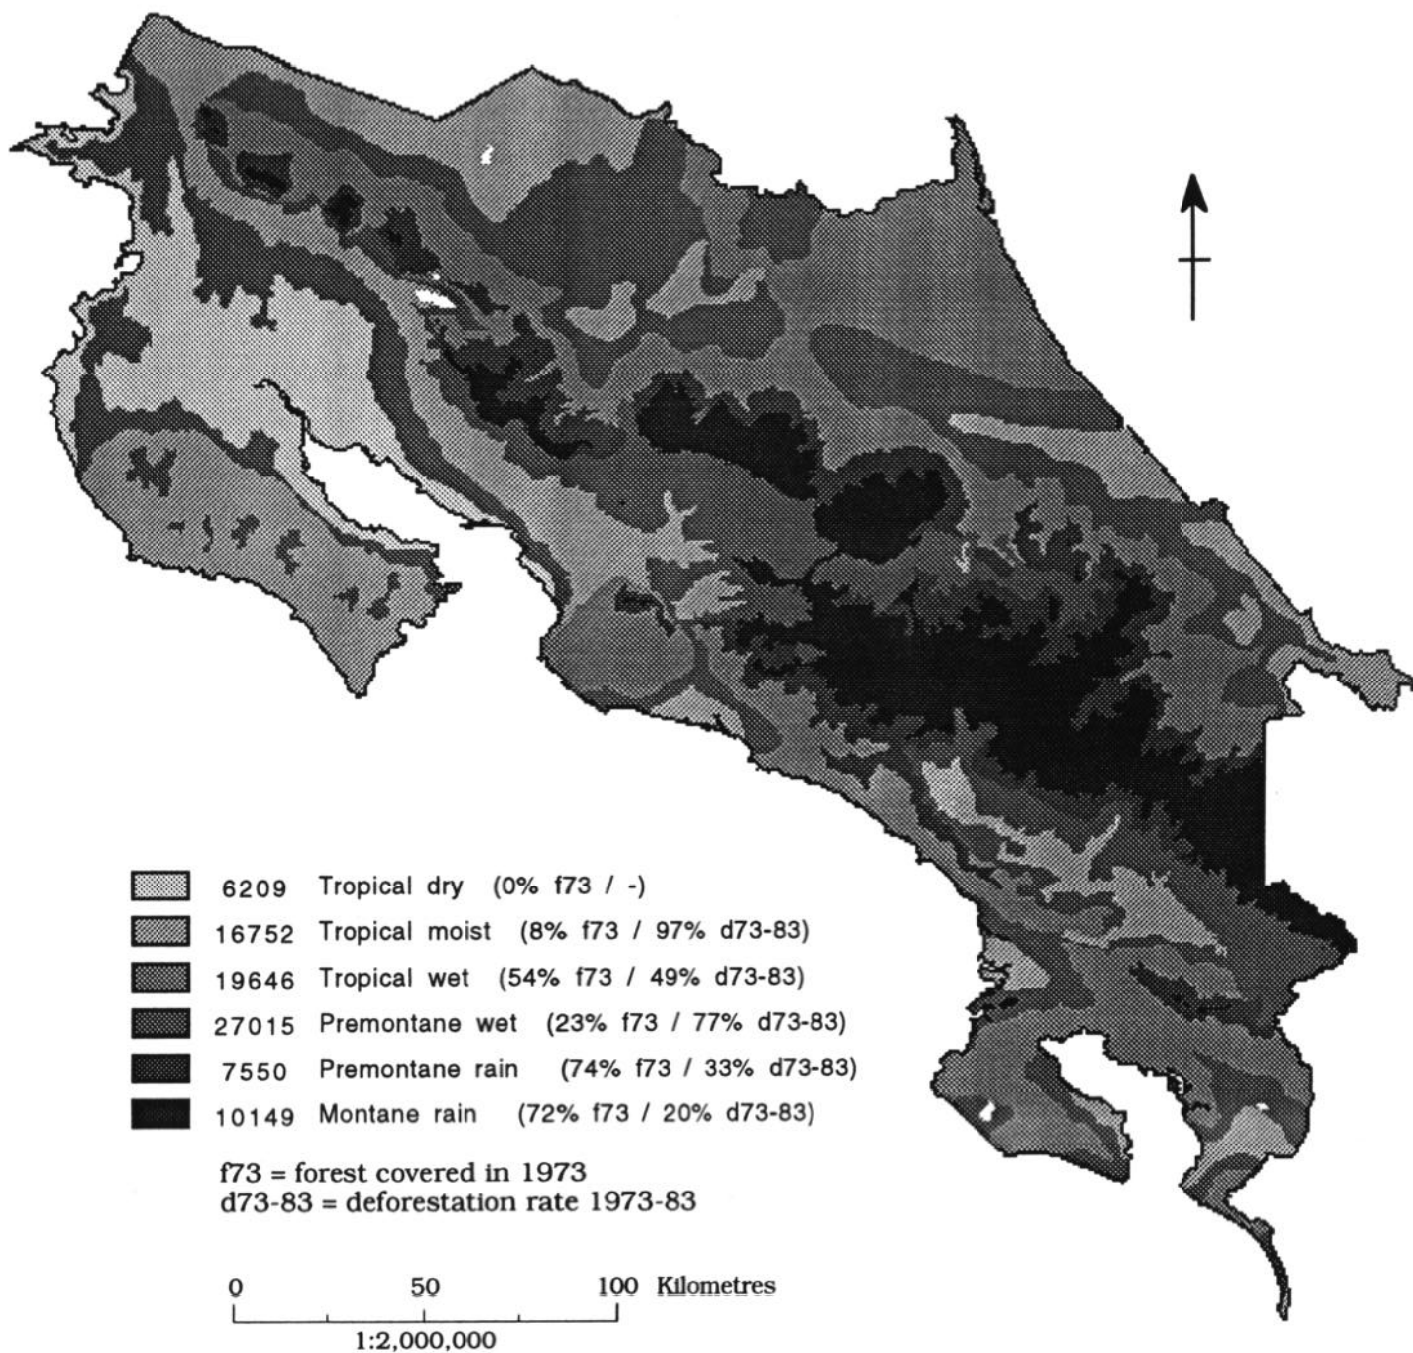 6209 Tropical dry (0% f73 / -)
16752 Tropical moist (8% f73 / 97% d73-83)
19646 Tropical wet (54% f73 / 49% d73-83)
27015 Premontane wet (23% f73 / 77% d73-83)
7550 Premontane rain (74% f73 / 33% d73-83)
10149 Montane rain (72% f73 / 20% d73-83)
f73 = forest covered in 1973
d73-83 = deforestation rate 1973-83
0 50 100 Kilometres
1:2,000,000